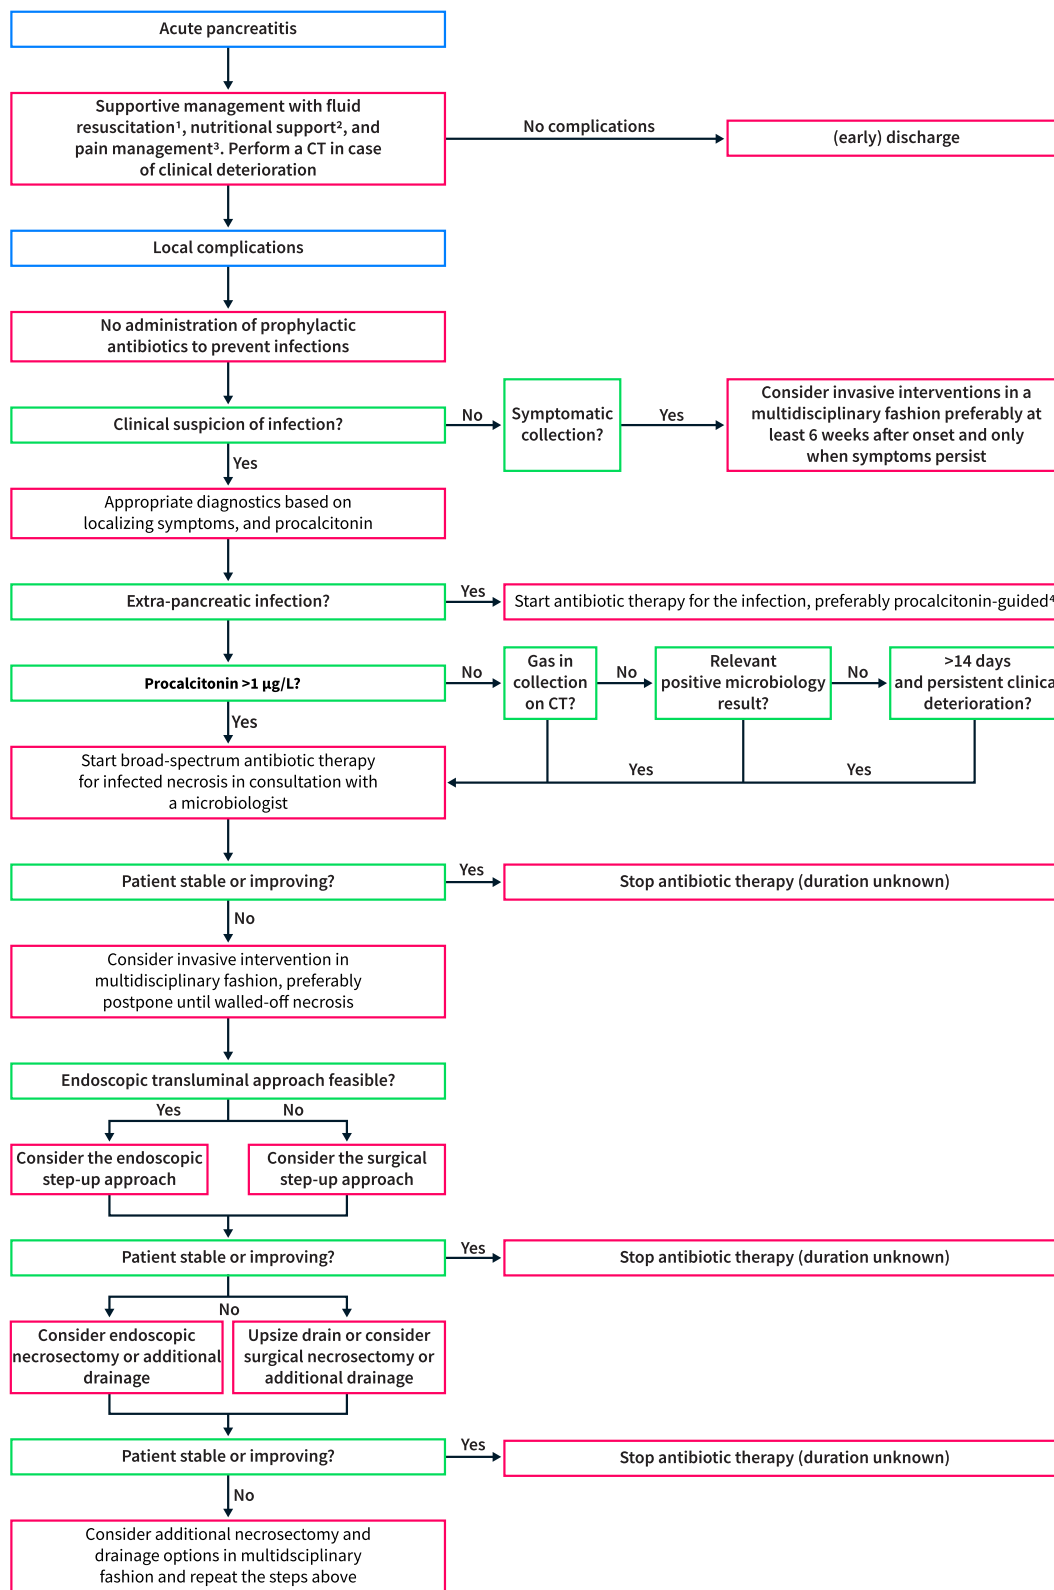 Acute pancreatitis
Supportive management with fluid
resuscitation¹, nutritional support², and
pain management³. Perform a CT in case
of clinical deterioration
No complications
(early) discharge
Local complications
No administration of prophylactic
antibiotics to prevent infections
Clinical suspicion of infection?
No
Symptomatic
collection?
Yes
Consider invasive interventions in a
multidisciplinary fashion preferably at
least 6 weeks after onset and only
when symptoms persist
Yes
Appropriate diagnostics based on
localizing symptoms, and procalcitonin
Extra-pancreatic infection?
Yes
Start antibiotic therapy for the infection, preferably procalcitonin-guided⁴
Procalcitonin >1 µg/L?
No
Gas in
collection
on CT?
No
Relevant
positive microbiology
result?
No
>14 days
and persistent clinica
deterioration?
Yes
Yes
Yes
Start broad-spectrum antibiotic therapy
for infected necrosis in consultation with
a microbiologist
Patient stable or improving?
Yes
Stop antibiotic therapy (duration unknown)
No
Consider invasive intervention in
multidisciplinary fashion, preferably
postpone until walled-off necrosis
Endoscopic transluminal approach feasible?
Yes
No
Consider the endoscopic
step-up approach
Consider the surgical
step-up approach
Patient stable or improving?
Yes
Stop antibiotic therapy (duration unknown)
No
Consider endoscopic
necrosectomy or additional
drainage
Upsize drain or consider
surgical necrosectomy or
additional drainage
Patient stable or improving?
Yes
Stop antibiotic therapy (duration unknown)
No
Consider additional necrosectomy and
drainage options in multidsciplinary
fashion and repeat the steps above